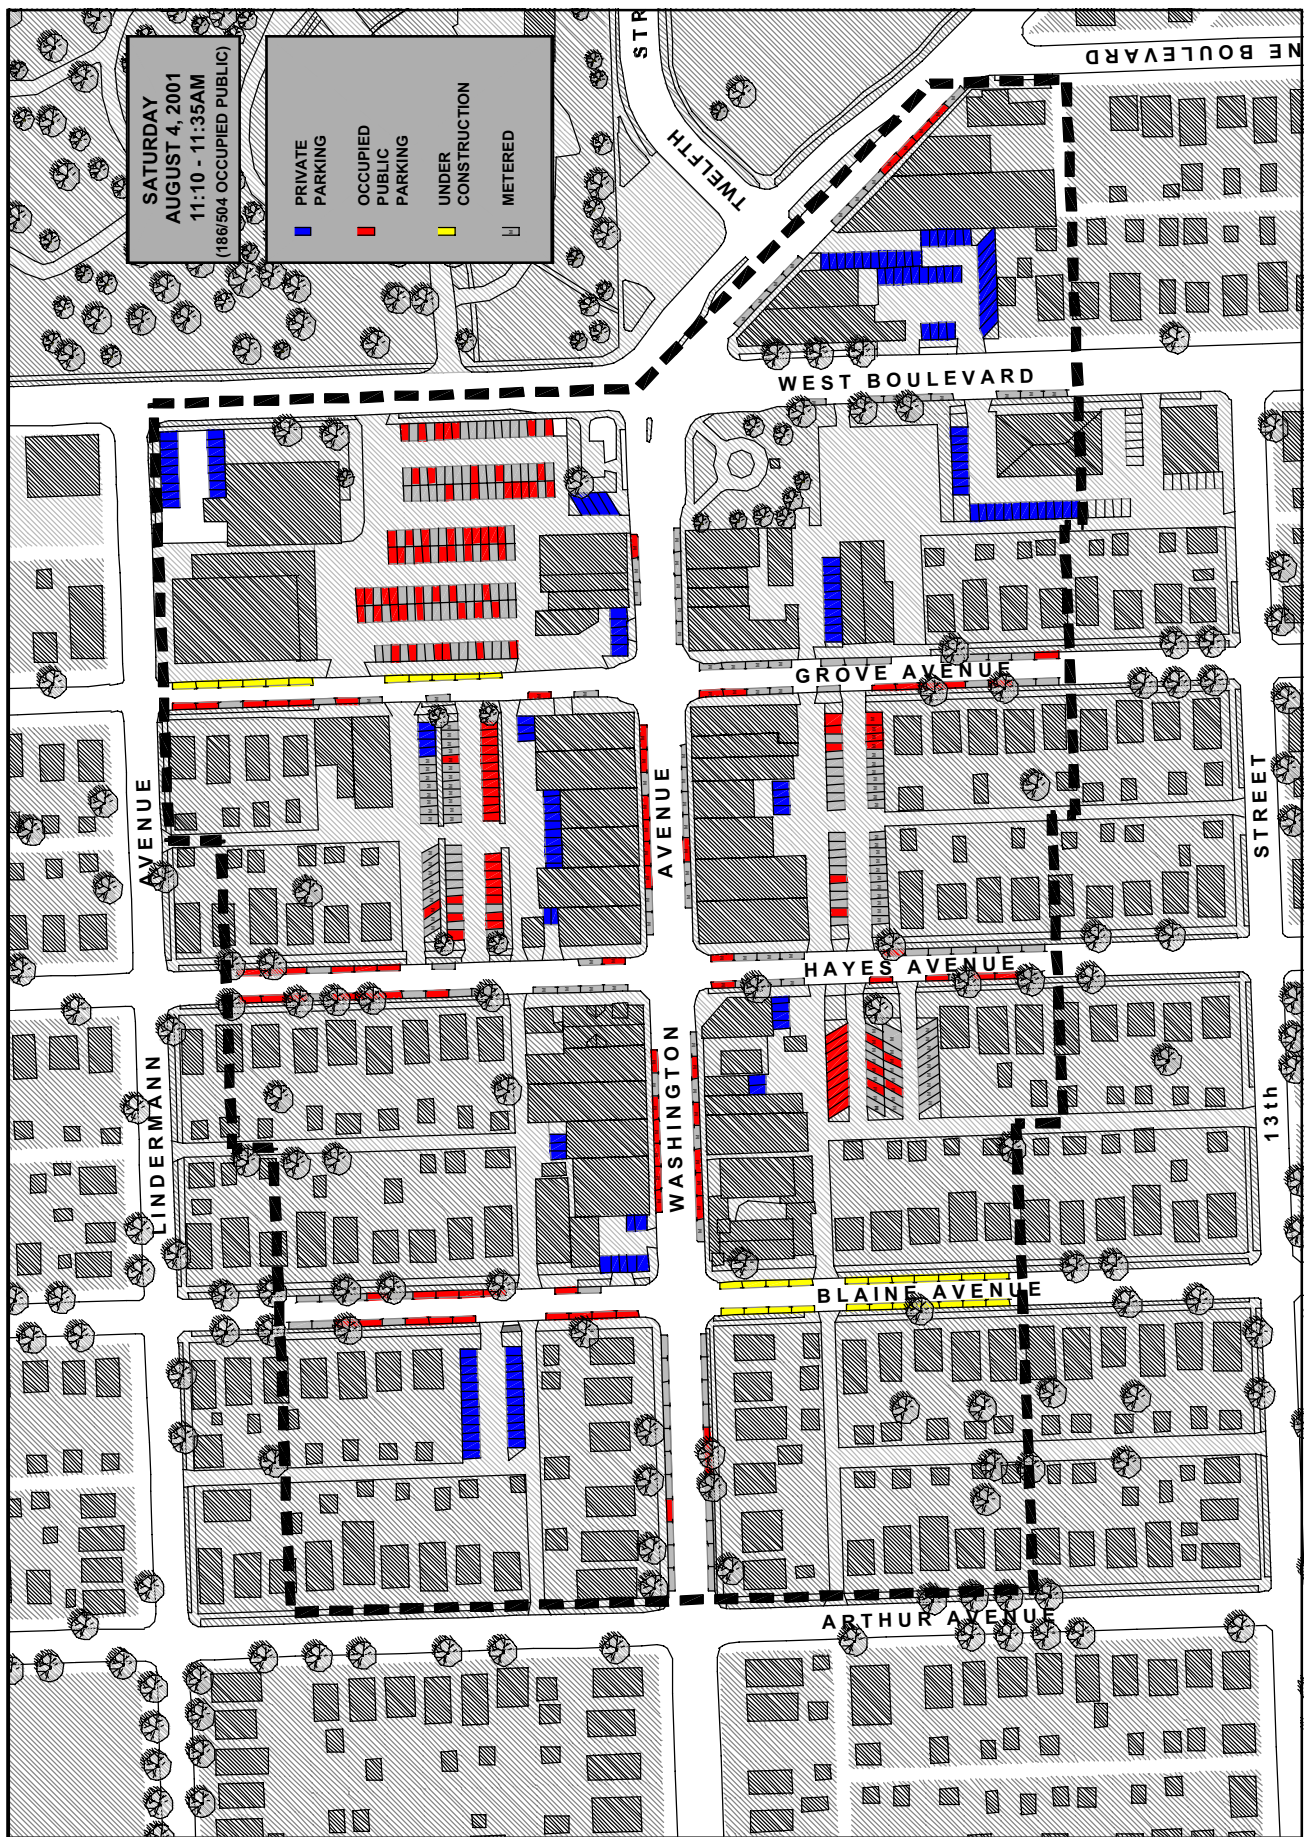 SATURDAY
AUGUST 4, 2001
11:10 - 11:35AM
(186/504 OCCUPIED PUBLIC)
PRIVATE
PARKING
OCCUPIED
PUBLIC
PARKING
UNDER
CONSTRUCTION
METERED
STR
TWELFTH
NE BOULEVARD
WEST BOULEVARD
GROVE AVENUE
AVENUE
AVENUE
STREET
HAYES AVENUE
LINDERMANN
WASHINGTON
13th
BLAINE AVENUE
ARTHUR AVENUE